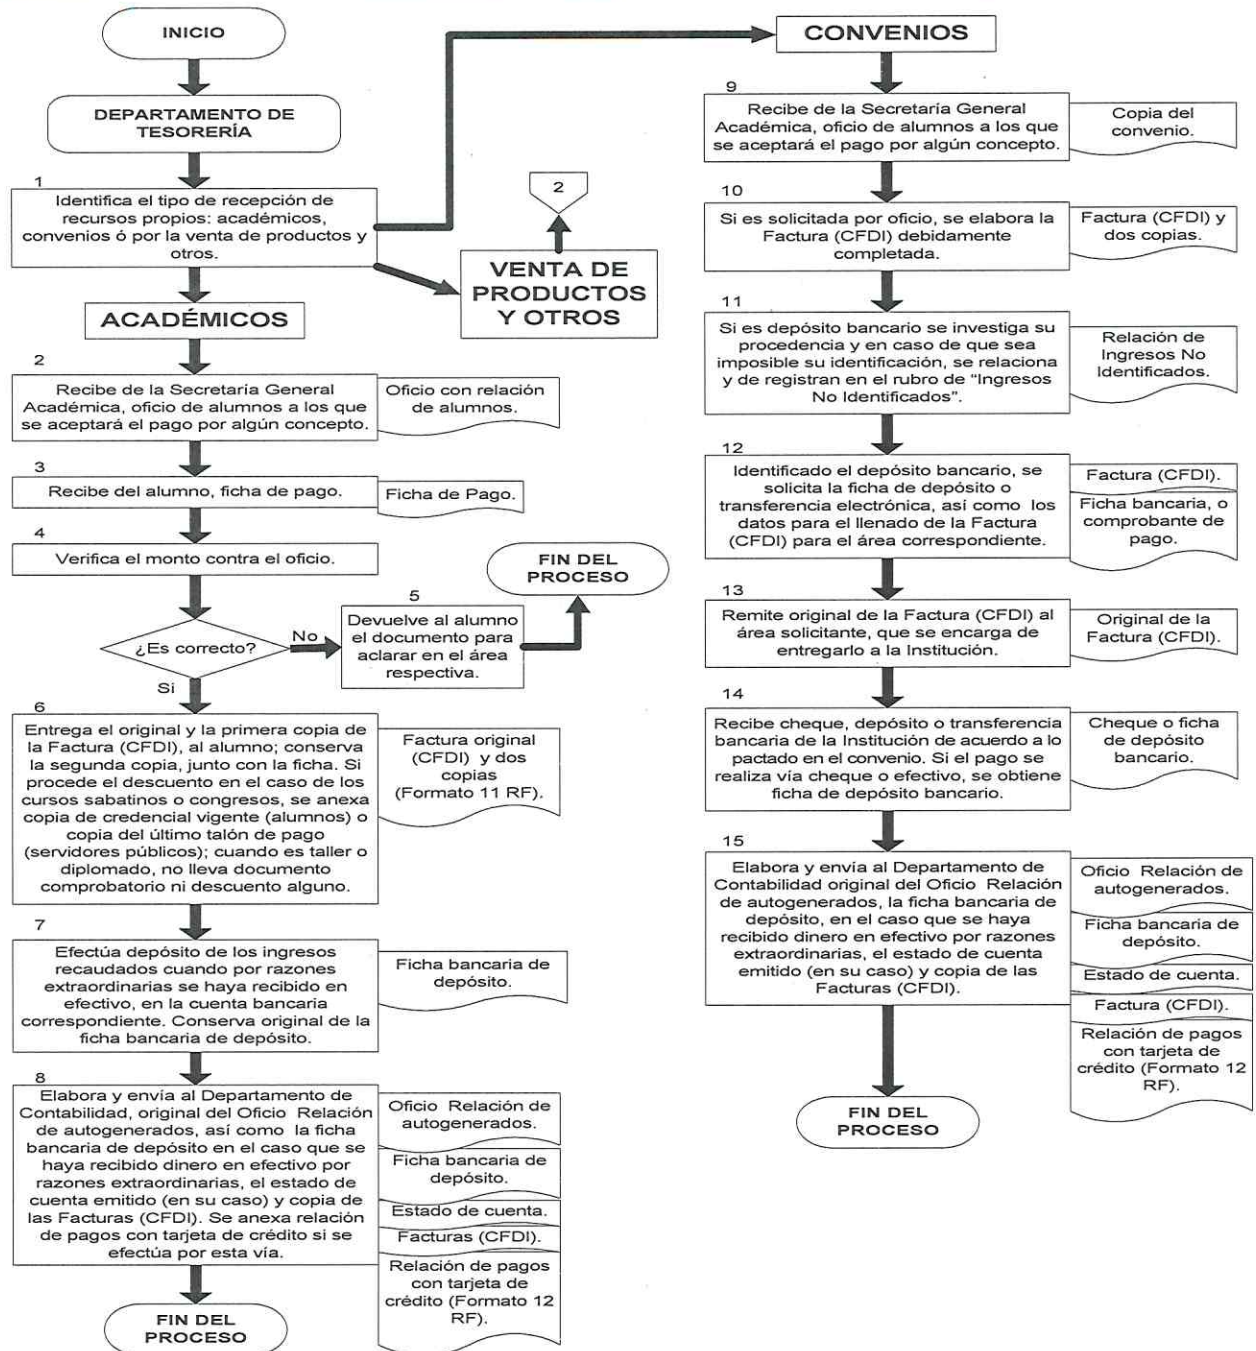 INICIO
DEPARTAMENTO DE
TESORERÍA
1
Identifica el tipo de recepción de
recursos propios: académicos,
convenios ó por la venta de productos y
otros.
2
VENTA DE
PRODUCTOS
Y OTROS
ACADÉMICOS
2
Recibe de la Secretaría General
Académica, oficio de alumnos a los que
se aceptará el pago por algún concepto.
Oficio con relación
de alumnos.
3
Recibe del alumno, ficha de pago.
Ficha de Pago.
4
Verifica el monto contra el oficio.
¿Es correcto?
No
5
Devuelve al alumno
el documento para
aclarar en el área
respectiva.
FIN DEL
PROCESO
Si
6
Entrega el original y la primera copia de
la Factura (CFDI), al alumno; conserva
la segunda copia, junto con la ficha. Si
procede el descuento en el caso de los
cursos sabatinos o congresos, se anexa
copia de credencial vigente (alumnos) o
copia del último talón de pago
(servidores públicos); cuando es taller o
diplomado, no lleva documento
comprobatorio ni descuento alguno.
Factura original
(CFDI) y dos
copias
(Formato 11 RF).
7
Efectúa depósito de los ingresos
recaudados cuando por razones
extraordinarias se haya recibido en
efectivo, en la cuenta bancaria
correspondiente. Conserva original de la
ficha bancaria de depósito.
Ficha bancaria de
depósito.
8
Elabora y envía al Departamento de
Contabilidad, original del Oficio Relación
de autogenerados, así como la ficha
bancaria de depósito en el caso que se
haya recibido dinero en efectivo por
razones extraordinarias, el estado de
cuenta emitido (en su caso) y copia de
las Facturas (CFDI). Se anexa relación
de pagos con tarjeta de crédito si se
efectúa por esta vía.
Oficio Relación de
autogenerados.
Ficha bancaria de
depósito.
Estado de cuenta.
Facturas (CFDI).
Relación de pagos
con tarjeta de
crédito (Formato 12
RF).
FIN DEL
PROCESO
CONVENIOS
9
Recibe de la Secretaría General
Académica, oficio de alumnos a los que
se aceptará el pago por algún concepto.
Copia del
convenio.
10
Si es solicitada por oficio, se elabora la
Factura (CFDI) debidamente
completada.
Factura (CFDI) y
dos copias.
11
Si es depósito bancario se investiga su
procedencia y en caso de que sea
imposible su identificación, se relaciona
y de registran en el rubro de "Ingresos
No Identificados".
Relación de
Ingresos No
Identificados.
12
Identificado el depósito bancario, se
solicita la ficha de depósito o
transferencia electrónica, así como los
datos para el llenado de la Factura
(CFDI) para el área correspondiente.
Factura (CFDI).
Ficha bancaria, o
comprobante de
pago.
13
Remite original de la Factura (CFDI) al
área solicitante, que se encarga de
entregarlo a la Institución.
Original de la
Factura (CFDI).
14
Recibe cheque, depósito o transferencia
bancaria de la Institución de acuerdo a lo
pactado en el convenio. Si el pago se
realiza vía cheque o efectivo, se obtiene
ficha de depósito bancario.
Cheque o ficha
de depósito
bancario.
15
Elabora y envía al Departamento de
Contabilidad original del Oficio Relación
de autogenerados, la ficha bancaria de
depósito, en el caso que se haya
recibido dinero en efectivo por razones
extraordinarias, el estado de cuenta
emitido (en su caso) y copia de las
Facturas (CFDI).
Oficio Relación de
autogenerados.
Ficha bancaria de
depósito.
Estado de cuenta.
Factura (CFDI).
Relación de pagos
con tarjeta de
crédito (Formato 12
RF).
FIN DEL
PROCESO